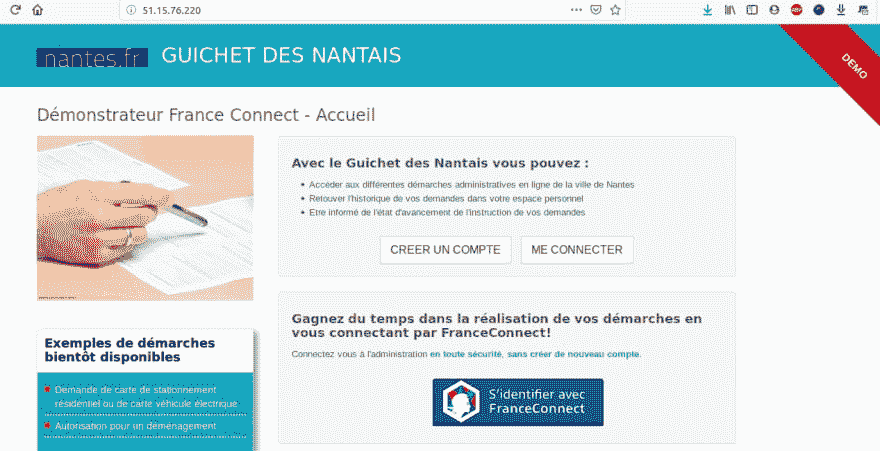 51.15.76.220
nantes.fr GUICHET DES NANTAIS
DEMO
Démonstrateur France Connect - Accueil
Avec le Guichet des Nantais vous pouvez :
Accèder aux différentes démarches administratives en ligne de la ville de Nantes
Retouver l'historique de vos demandes dans votre espace personnel
Etre informé de l'état d'avancement de l'instruction de vos demandes
CREER UN COMPTE
ME CONNECTER
Gagnez du temps dans la réalisation de vos démarches en
vous connectant par FranceConnect!
Connectez vous à l'administration en toute sécurité, sans créer de nouveau compte.
S'identifier avec
FranceConnect
Exemples de démarches
bientôt disponibles
Demande de carte de stationnement
résidentiel ou de carte véhicule électrique
Autorisation pour un déménagement